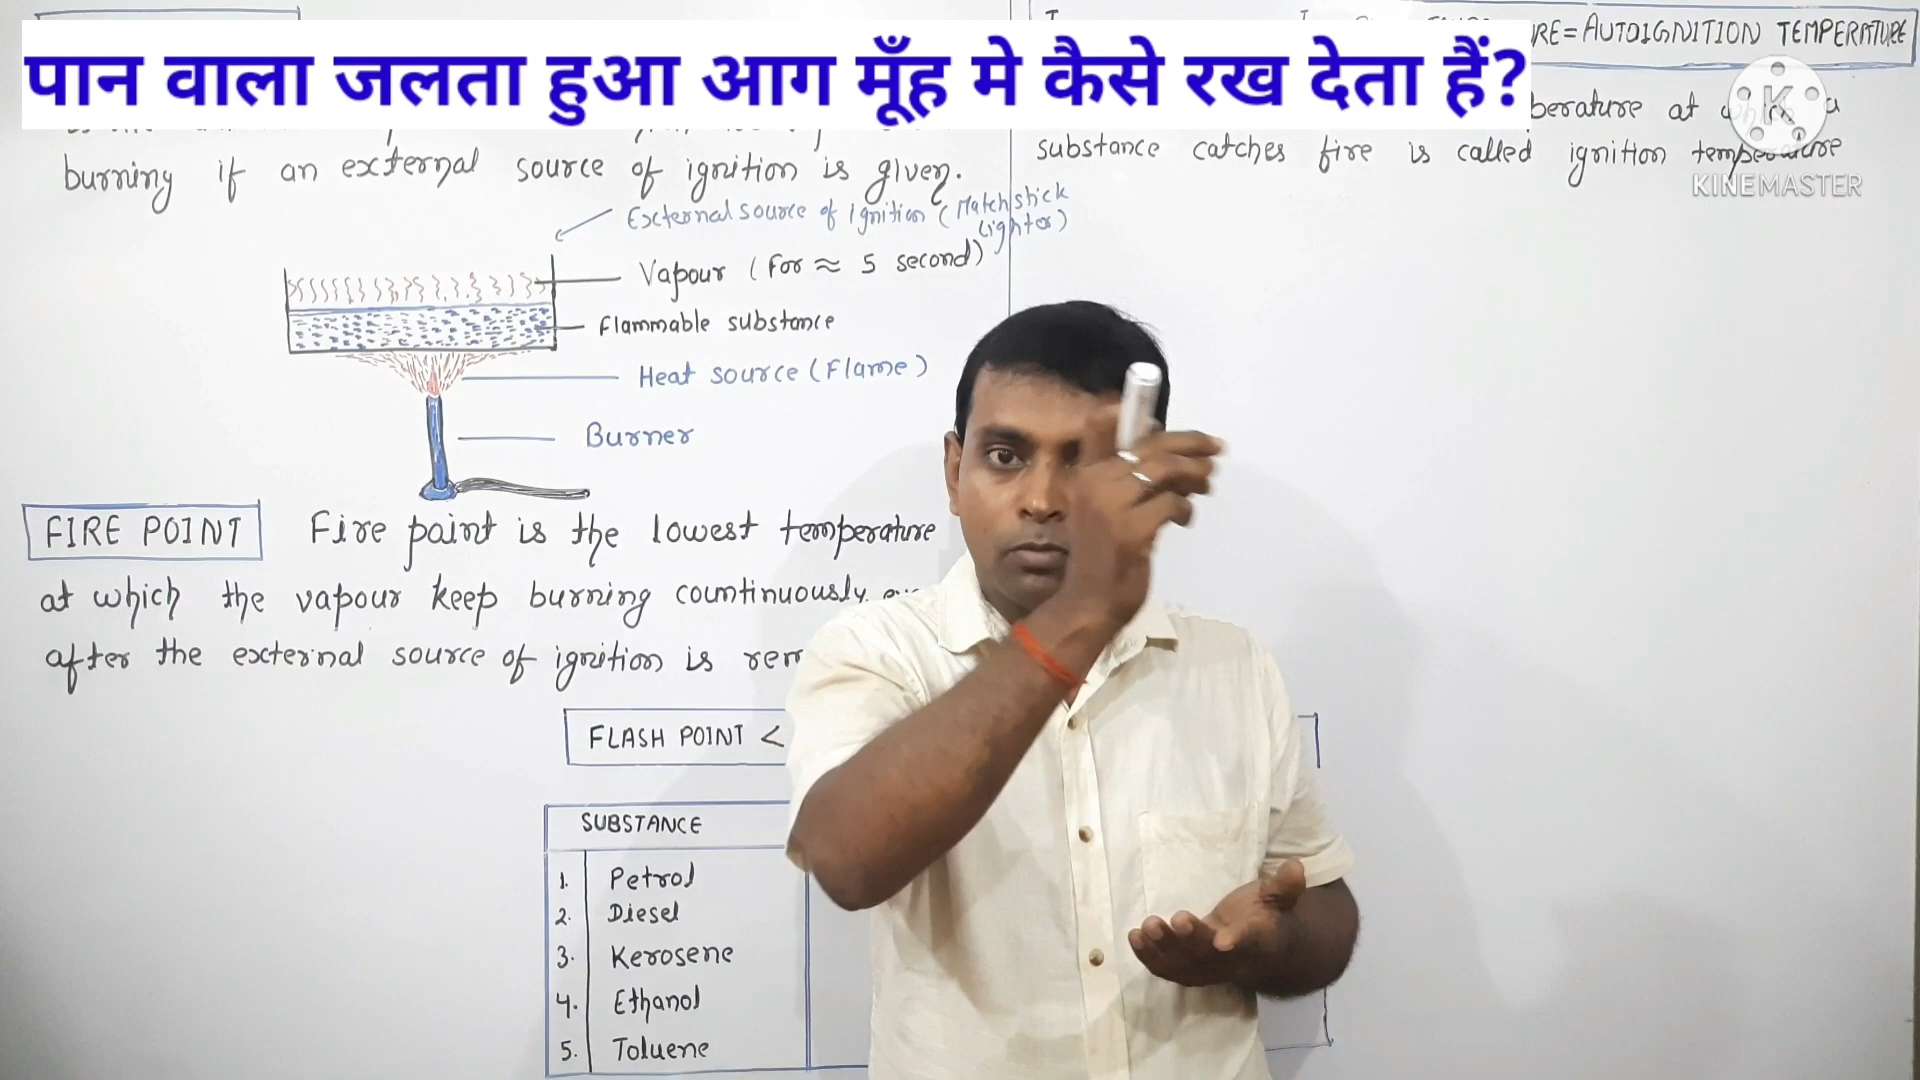 पान वाला जलता हुआ आग मूँह मे कैसे रख देता हैं?
RE=AUTOIGNITION TEMPERATURE
burning if an external source of ignition is given.
perature at which a
substance catches fire is called ignition temperature
KINEMASTER
External source of ignition (Matchstick
Lighter)
Vapour (For ≈ 5 second)
Flammable substance
Heat source (Flame)
Burner
FIRE POINT Fire point is the lowest temperature
at which the vapour keep burning countinuously
after the external source of ignition is rem
FLASH POINT <
SUBSTANCE
1. Petrol
2. Diesel
3. Kerosene
4. Ethanol
5. Toluene